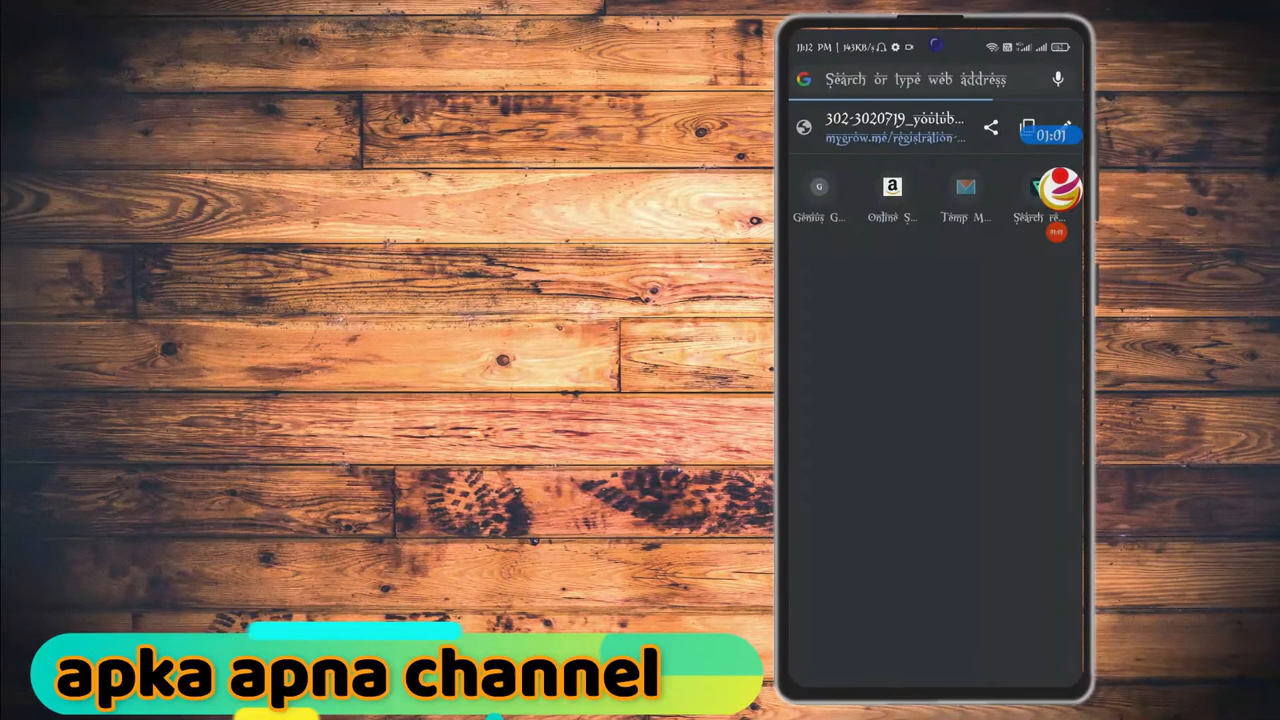 11:12 PM | 143KB/s
Search or type web address
302-3020719_youtub...
mygrow.me/registration-...
01:01
G
Genius G...
Online S...
Temp M...
Search re...
apka apna channel